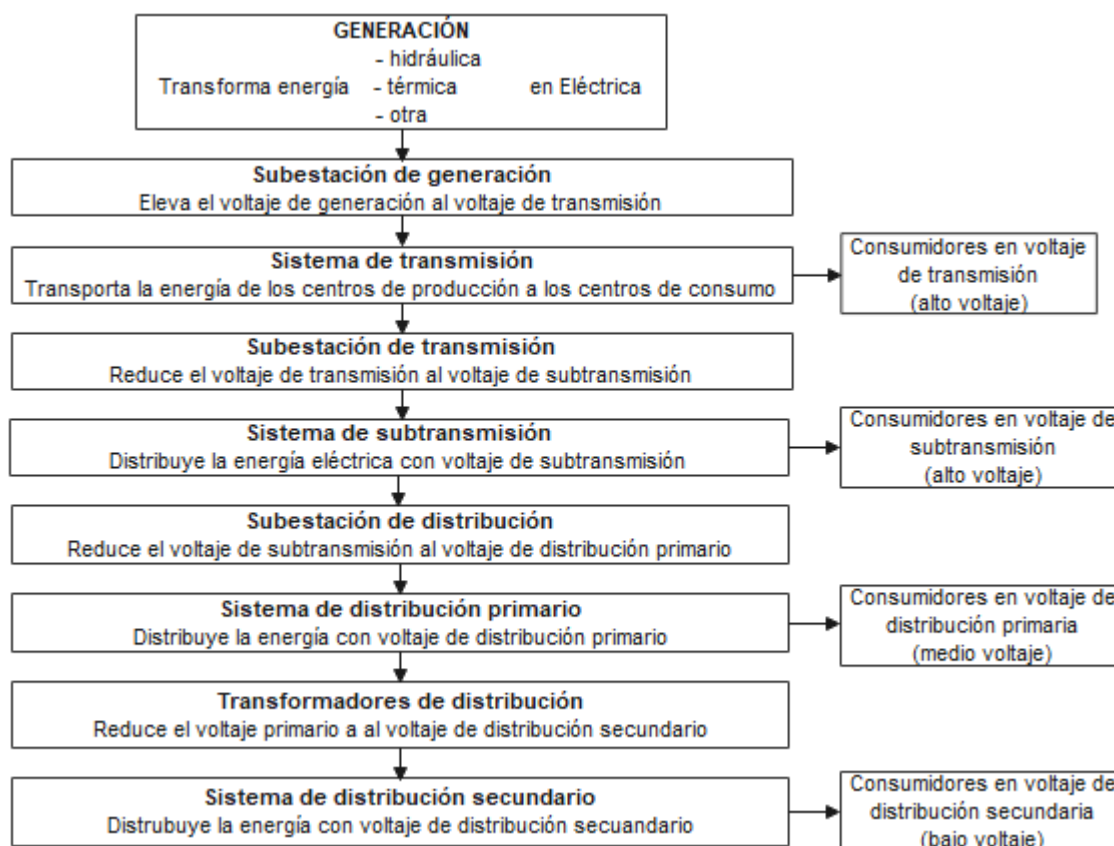 GENERACIÓN
- hidráulica
Transforma energía - térmica en Eléctrica
- otra
Subestación de generación
Eleva el voltaje de generación al voltaje de transmisión
Sistema de transmisión
Transporta la energía de los centros de producción a los centros de consumo
Consumidores en voltaje
de transmisión
(alto voltaje)
Subestación de transmisión
Reduce el voltaje de transmisión al voltaje de subtransmisión
Sistema de subtransmisión
Distribuye la energía eléctrica con voltaje de subtransmisión
Consumidores en voltaje de
subtransmisión
(alto voltaje)
Subestación de distribución
Reduce el voltaje de subtransmisión al voltaje de distribución primario
Sistema de distribución primario
Distribuye la energía con voltaje de distribución primario
Consumidores en voltaje de
distribución primaria
(medio voltaje)
Transformadores de distribución
Reduce el voltaje primario a al voltaje de distribución secundario
Sistema de distribución secundario
Distrubuye la energía con voltaje de distribución secuandario
Consumidores en voltaje de
distribución secundaria
(bajo voltaje)